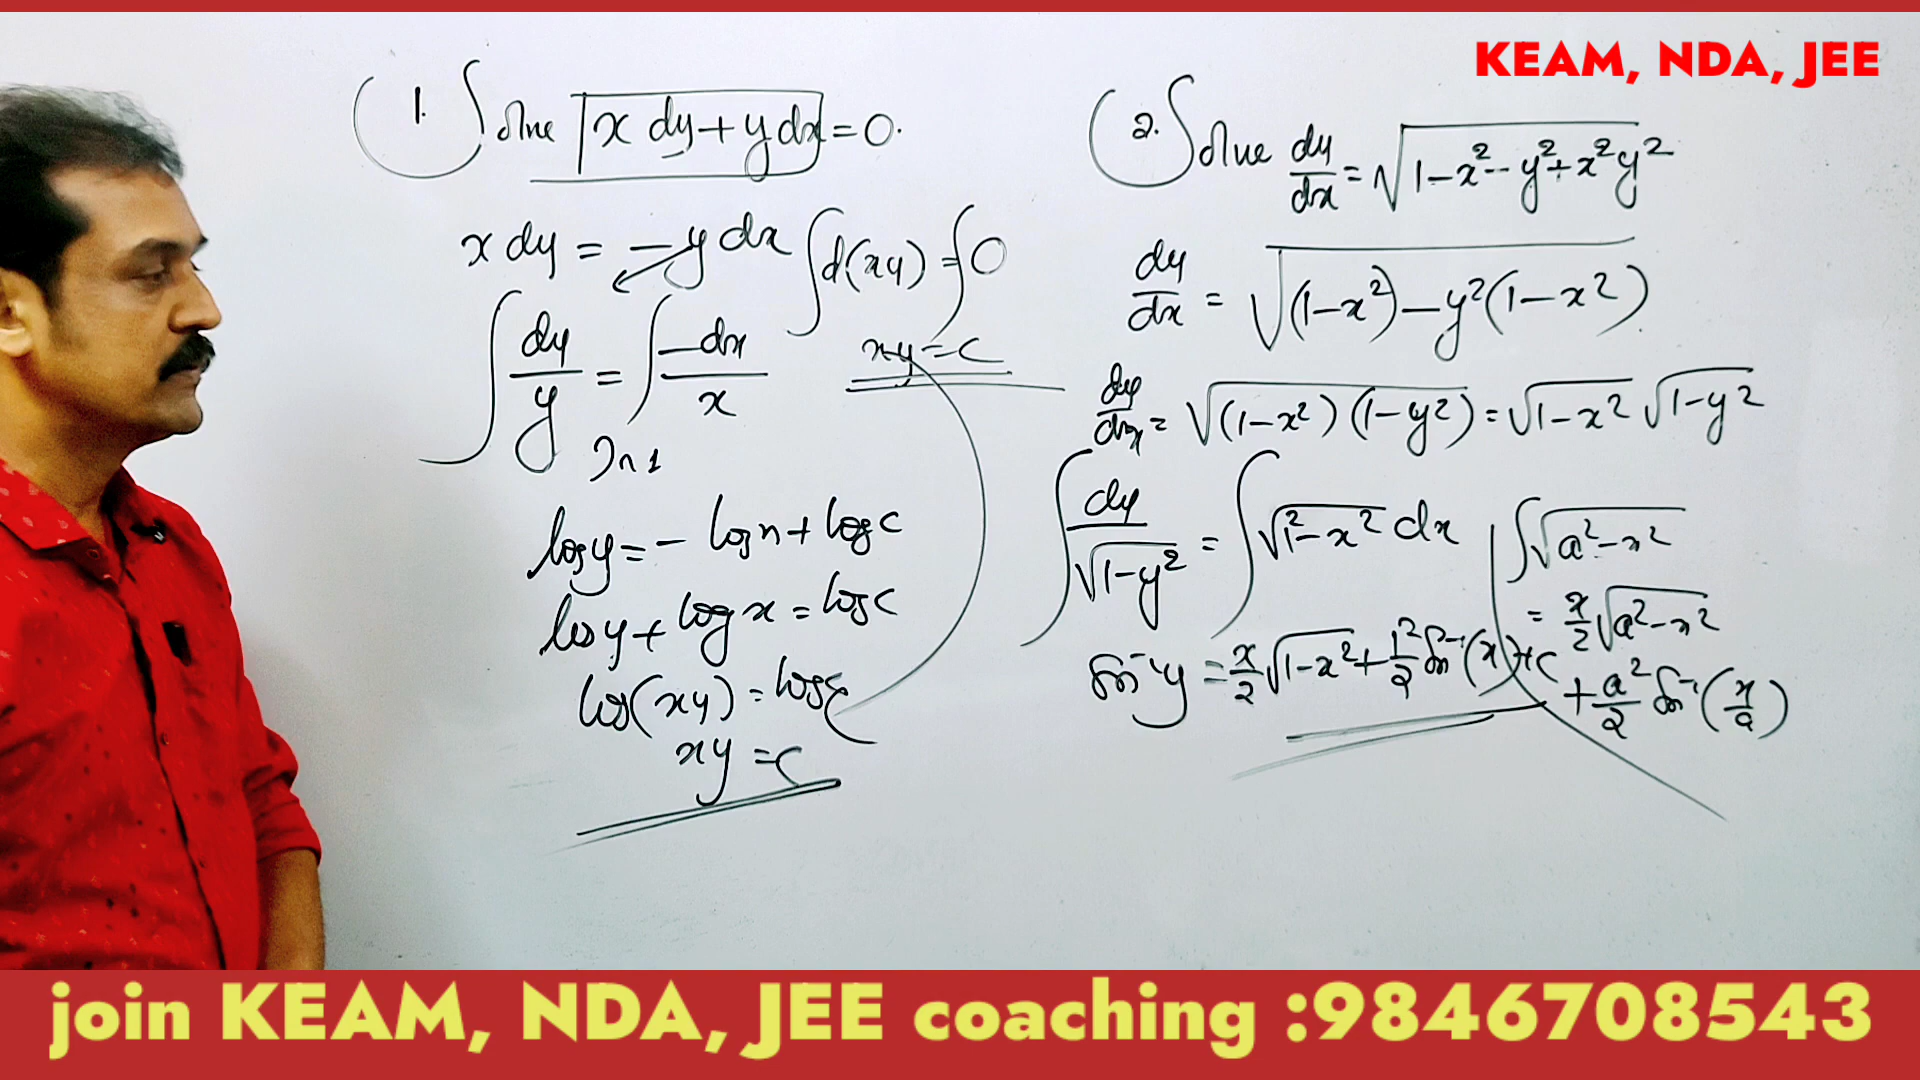 KEAM, NDA, JEE
1. Solve x dy + y dx = 0.
x dy = -y dx
∫ d(xy) = ∫ 0
xy = C
∫ dy/y = ∫ -dx/x
log y = - log x + log c
log y + log x = log c
log(xy) = log c
xy = C
2. Solve dy/dx = √(1-x²-y²+x²y²)
dy/dx = √((1-x²)-y²(1-x²))
dy/dx = √((1-x²)(1-y²)) = √(1-x²) √(1-y²)
∫ dy/√(1-y²) = ∫ √(1²-x²) dx
sin⁻¹y = x/2 √(1-x²) + 1²/2 sin⁻¹(x) + C
∫ √(a²-x²)
= x/2 √(a²-x²)
+ a²/2 sin⁻¹(x/a)
join KEAM, NDA, JEE coaching :9846708543